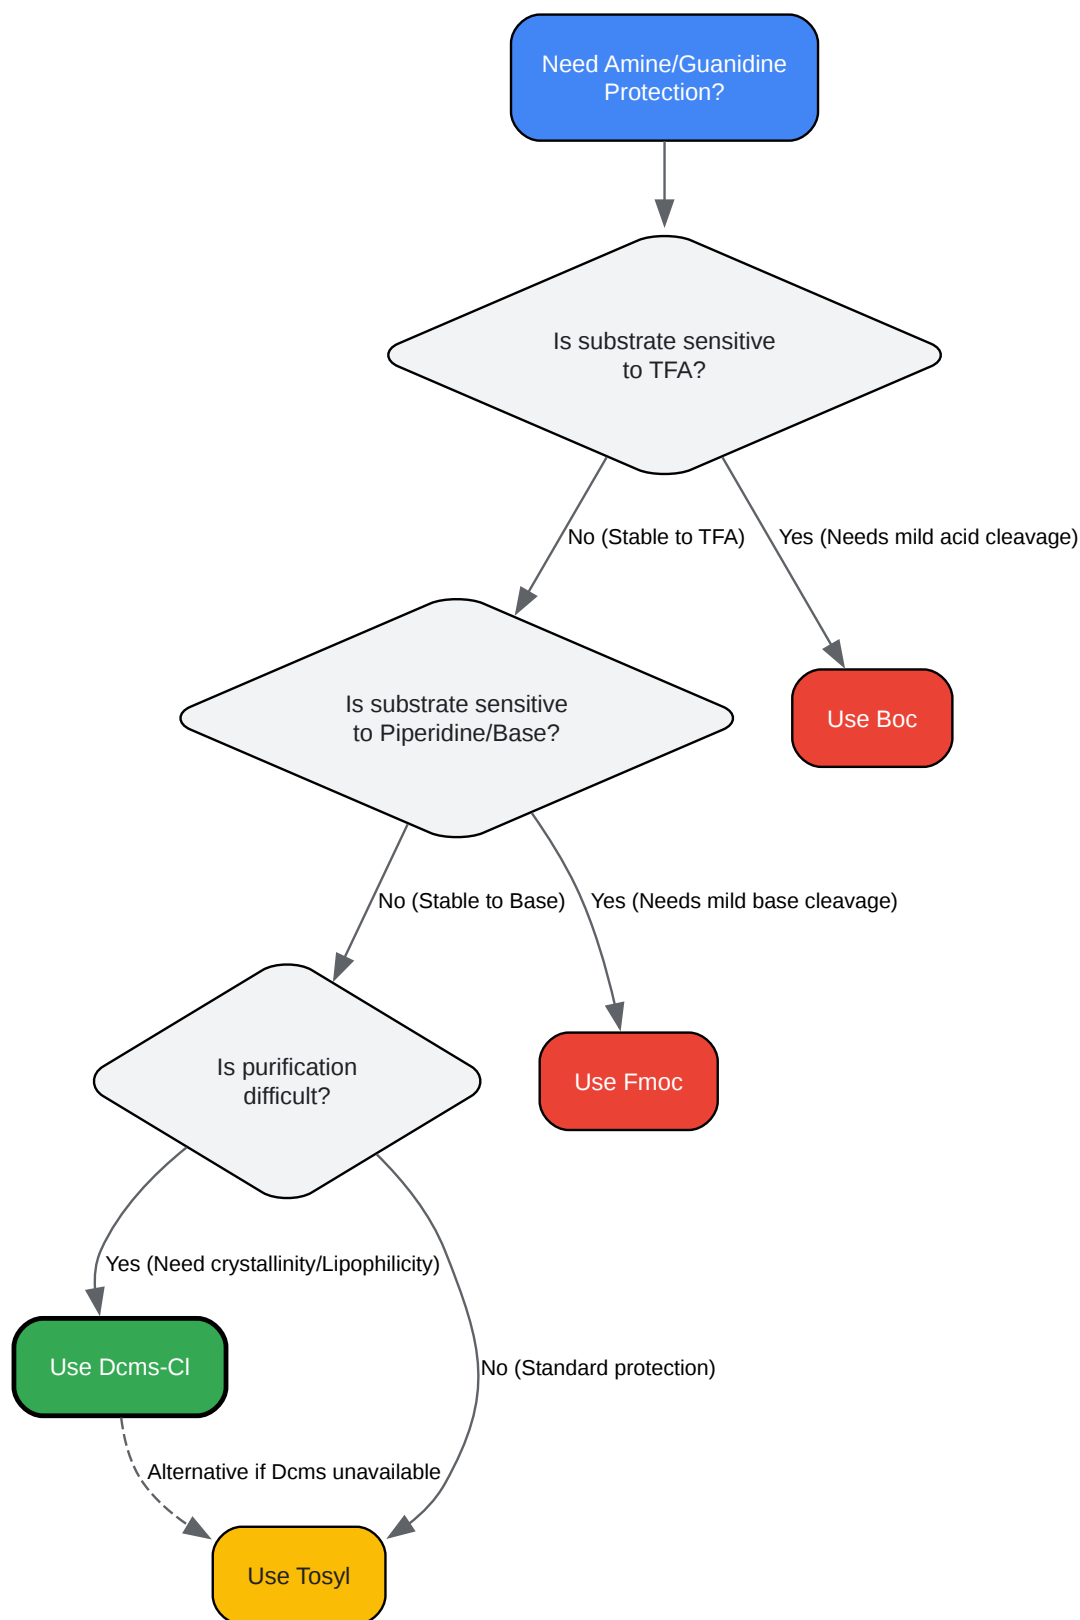 Need Amine/Guanidine
Protection?
Is substrate sensitive
to TFA?
No (Stable to TFA)
Yes (Needs mild acid cleavage)
Is substrate sensitive
to Piperidine/Base?
Use Boc
No (Stable to Base)
Yes (Needs mild base cleavage)
Is purification
difficult?
Use Fmoc
Yes (Need crystallinity/Lipophilicity)
Use Dcms-Cl
No (Standard protection)
Alternative if Dcms unavailable
Use Tosyl